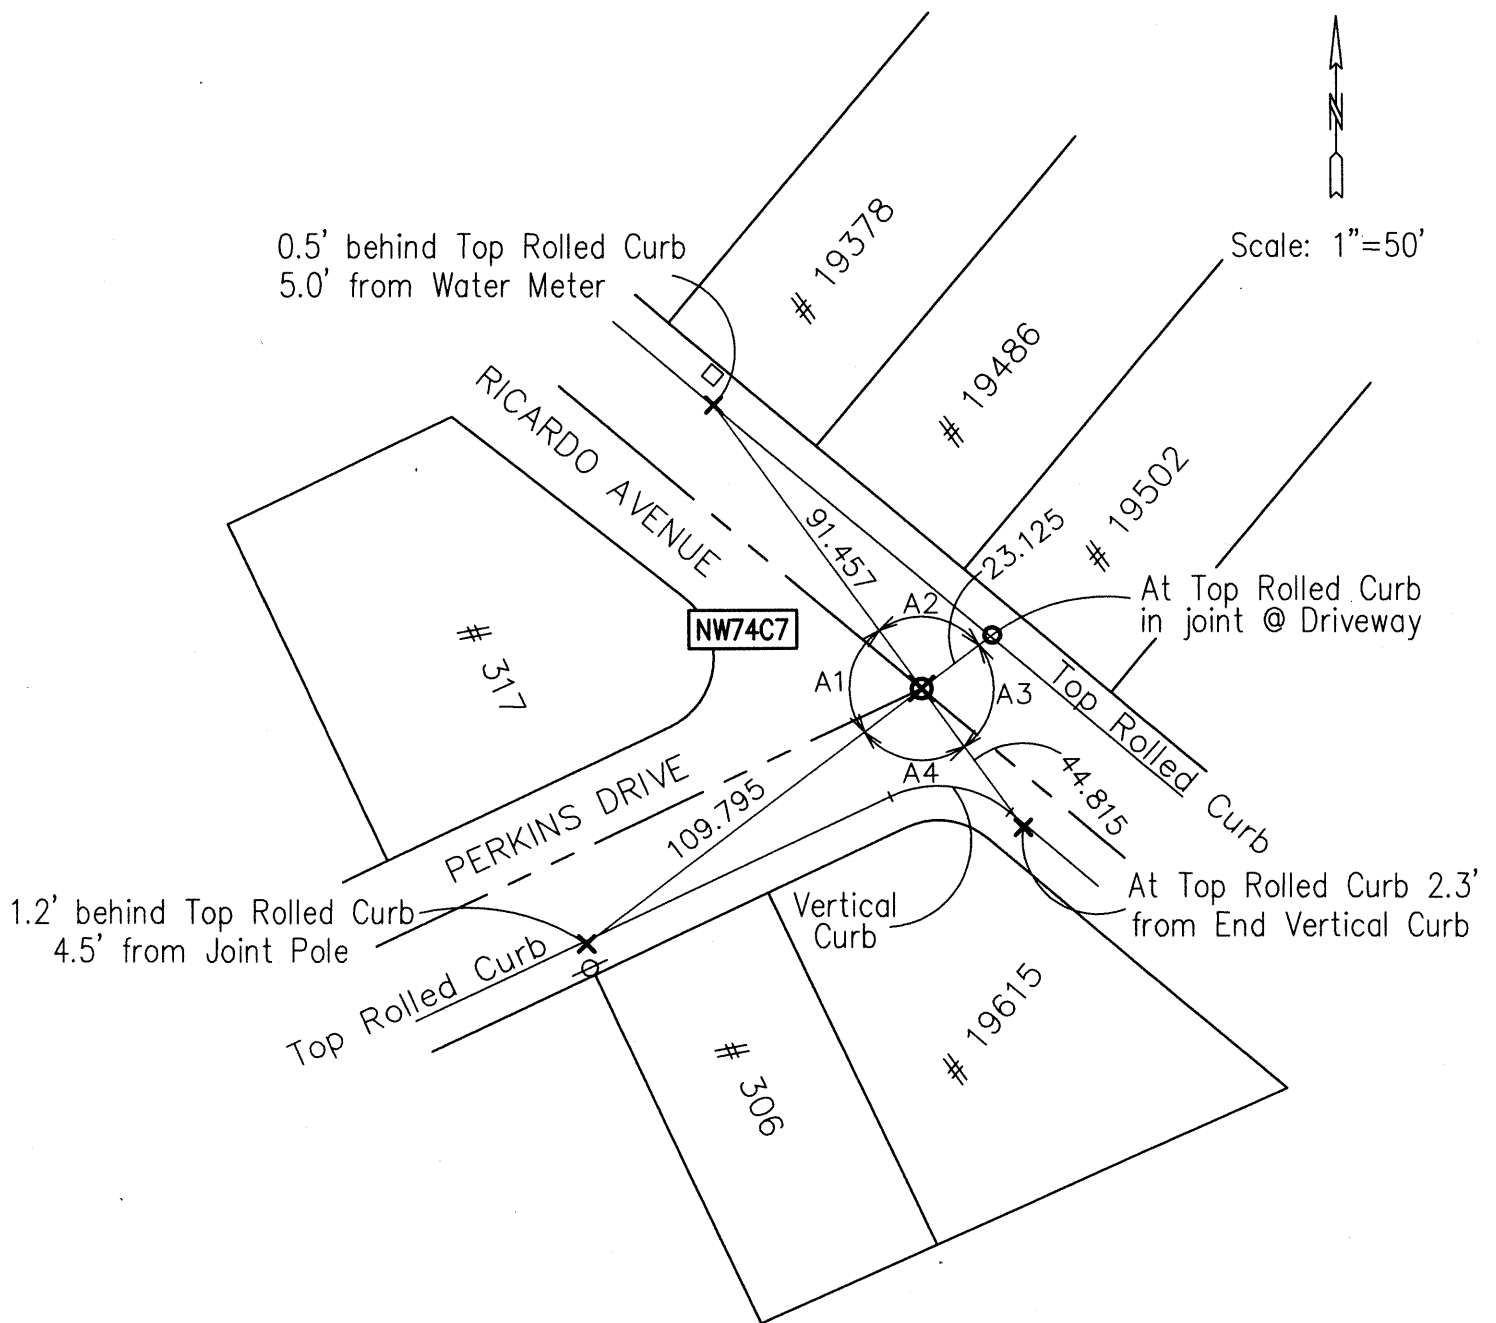 N
Scale: 1"=50'
# 19378
0.5' behind Top Rolled Curb
5.0' from Water Meter
# 19486
RICARDO AVENUE
# 19502
91.457
23.125
At Top Rolled Curb
in joint @ Driveway
A2
NW74C7
# 317
A1
A3
Top Rolled Curb
A4
44.815
PERKINS DRIVE
109.795
1.2' behind Top Rolled Curb
4.5' from Joint Pole
Vertical
Curb
At Top Rolled Curb 2.3'
from End Vertical Curb
Top Rolled Curb
# 19615
# 306